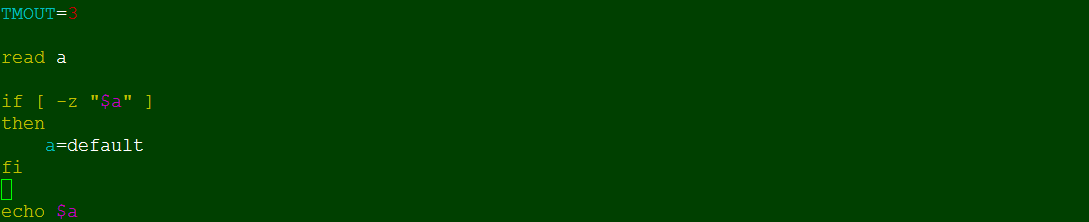 TMOUT=3
read a
if [ -z "$a" ]
then
    a=default
fi
echo $a